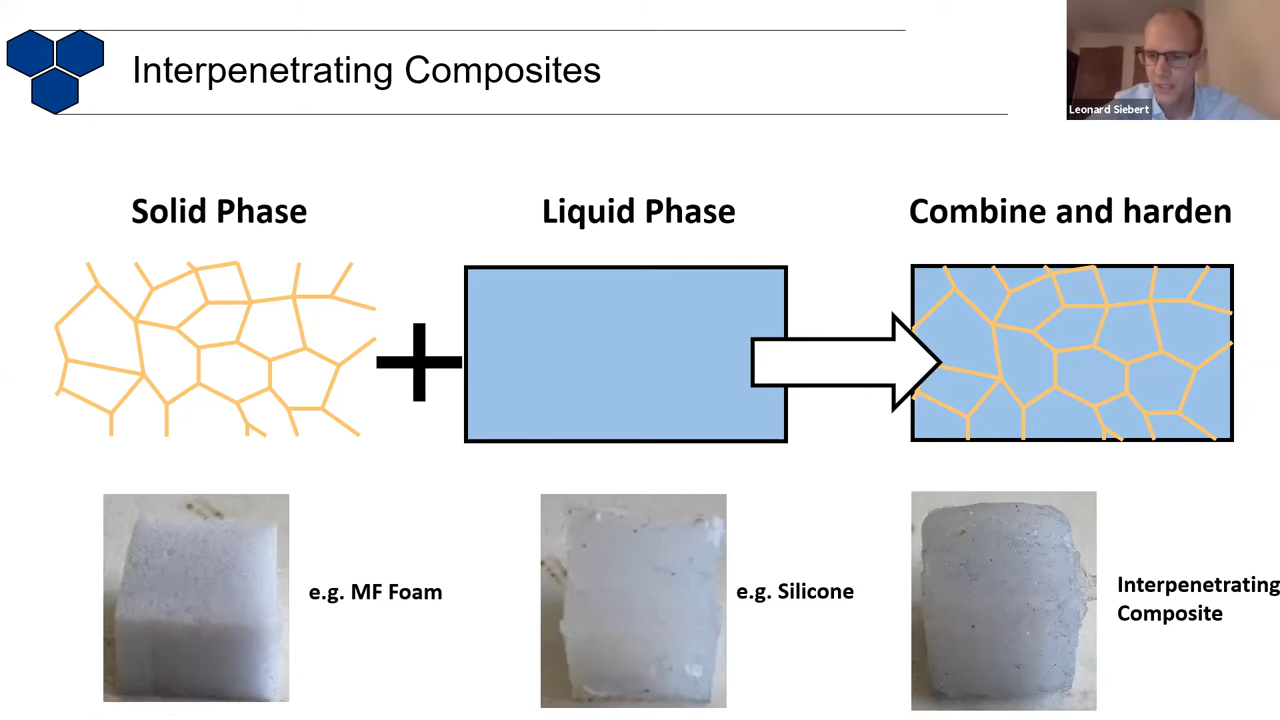 Interpenetrating Composites
Leonard Siebert
Solid Phase
Liquid Phase
Combine and harden
e.g. MF Foam
e.g. Silicone
Interpenetrating
Composite